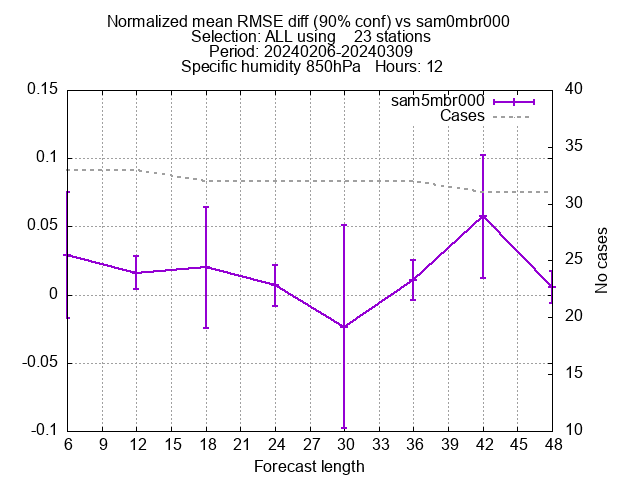 Normalized mean RMSE diff (90% conf) vs sam0mbr000
Selection: ALL using    23 stations
Period: 20240206-20240309
Specific humidity 850hPa   Hours: 12
sam5mbr000
Cases
0.15
0.1
0.05
0
-0.05
-0.1
40
35
30
25
20
15
10
No cases
6 9 12 15 18 21 24 27 30 33 36 39 42 45 48
Forecast length